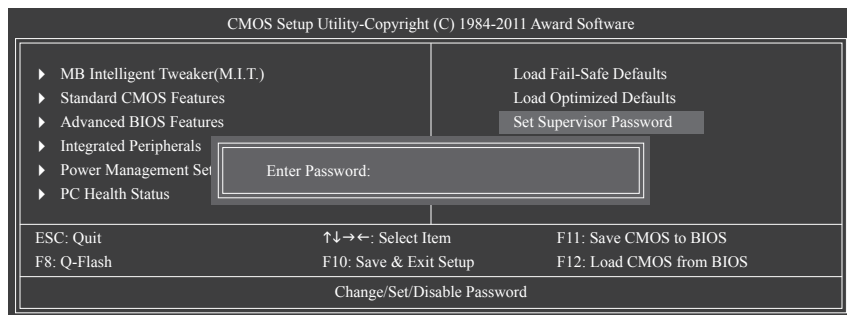 CMOS Setup Utility-Copyright (C) 1984-2011 Award Software
MB Intelligent Tweaker(M.I.T.)
Standard CMOS Features
Advanced BIOS Features
Integrated Peripherals
Power Management Set
PC Health Status
Load Fail-Safe Defaults
Load Optimized Defaults
Set Supervisor Password
Enter Password:
ESC: Quit
↑↓→←: Select Item
F11: Save CMOS to BIOS
F8: Q-Flash
F10: Save & Exit Setup
F12: Load CMOS from BIOS
Change/Set/Disable Password